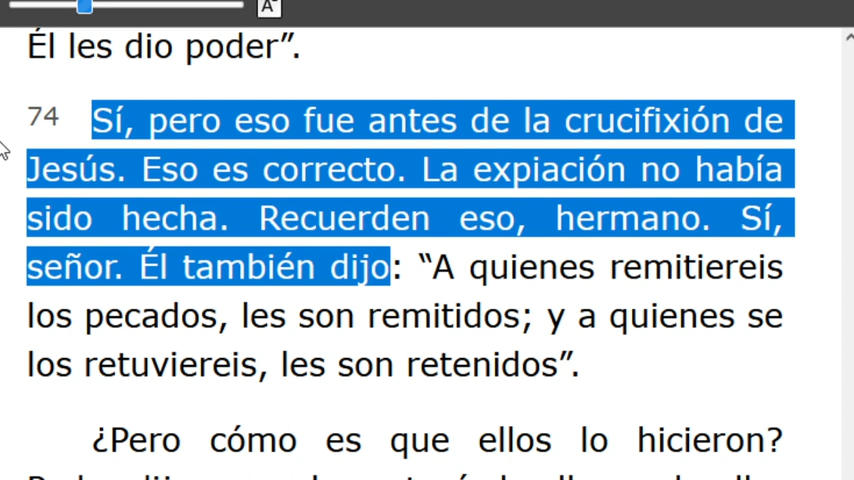 A
Él les dio poder”.
74 Sí, pero eso fue antes de la crucifixión de
Jesús. Eso es correcto. La expiación no había
sido hecha. Recuerden eso, hermano. Sí,
señor. Él también dijo: “A quienes remitiereis
los pecados, les son remitidos; y a quienes se
los retuviereis, les son retenidos”.
¿Pero cómo es que ellos lo hicieron?